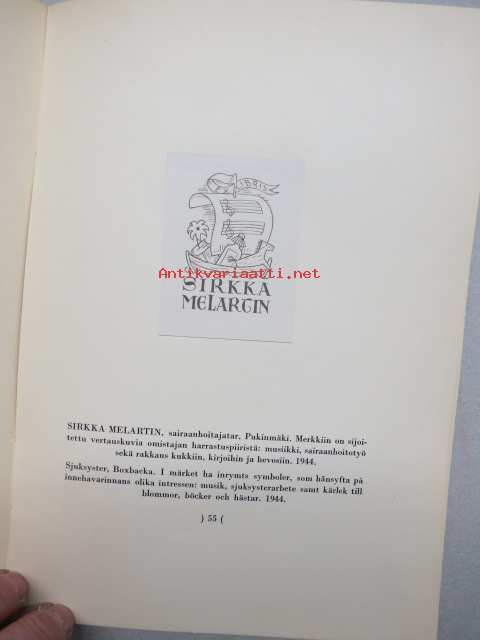 IBRIS
Antikvariaatti.net
SIRKKA
MELARTIN
SIRKKA MELARTIN, sairaanhoitajatar, Pukinmäki. Merkkiin on sijoi-
tettu vertauskuvia omistajan harrastuspiiristä: musiikki, sairaanhoitotyö
sekä rakkaus kukkiin, kirjoihin ja hevosiin. 1944.
Sjuksyster, Boxbacka. I märket ha inrymts symboler, som hänsyfta på
innehavarinnans olika intressen: musik, sjuksysterarbete samt kärlek till
blommor, böcker och hästar. 1944.
) 55 (